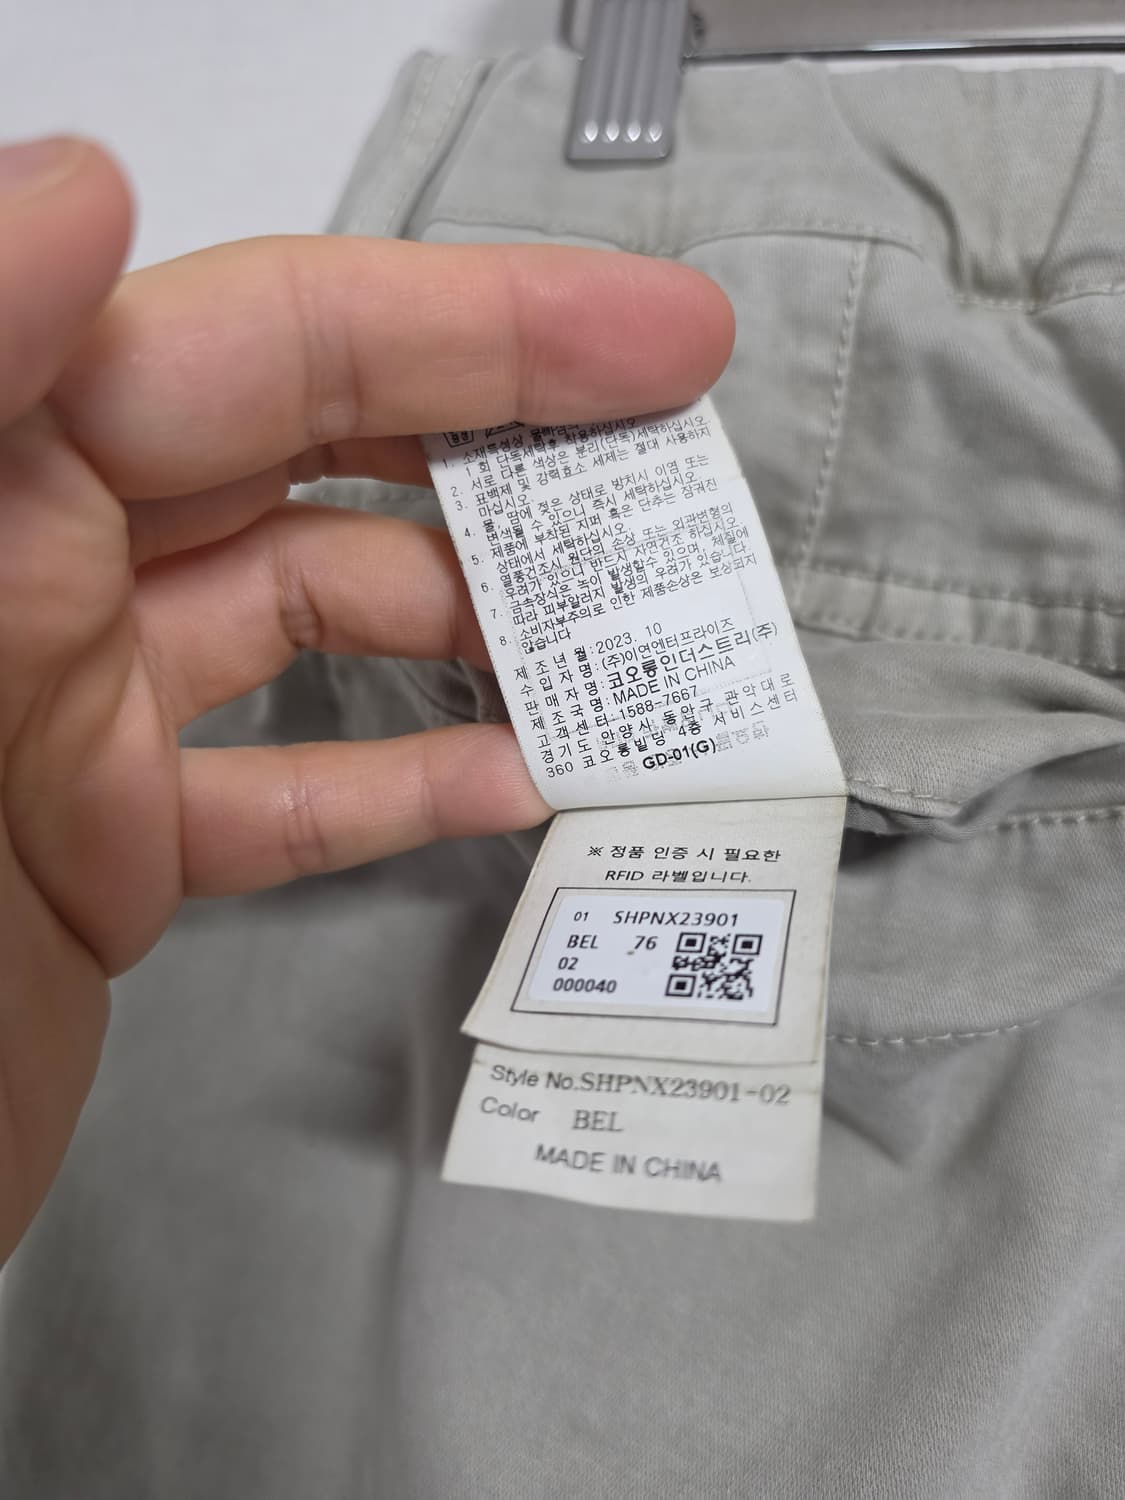 1. 소재특성상 물빠짐의
1 회 단독세탁후 착용하십시오
2. 서로 다른 색상은 분리(단독)세탁하십시오
3. 표백제 및 강력효소 세제는 절대 사용하지
마십시오.
4. 물, 땀에 젖은 상태로 방치시 이염 또는
변색될 수 있으니 즉시 세탁하십시오.
5. 제품에 부착된 지퍼 혹은 단추는 잠궈진
상태에서 세탁하십시오.
6. 열풍건조시 원단의 손상 또는 외관변형의
우려가 있으니 반드시 자연건조 하십시오.
7. 금속장식은 녹이 발생할수 있으며, 체질에
따라 피부알러지 발생의 우려가 있습니다.
8. 소비자부주의로 인한 제품손상은 보상되지
않습니다
제 조 년 월:2023. 10
수 입 자 명:(주)이연엔터프라이즈
판 매 자 명:코오롱인더스트리(주)
제 조 국 명:MADE IN CHINA
고객센터:1588-7667
경기도 안양시 동안구 관악대로
360 코오롱빌딩 4층 서비스센터
GD-01(G)
※ 정품 인증 시 필요한
RFID 라벨입니다.
01 SHPNX23901
BEL 76
02
000040
Style No.SHPNX23901-02
Color BEL
MADE IN CHINA